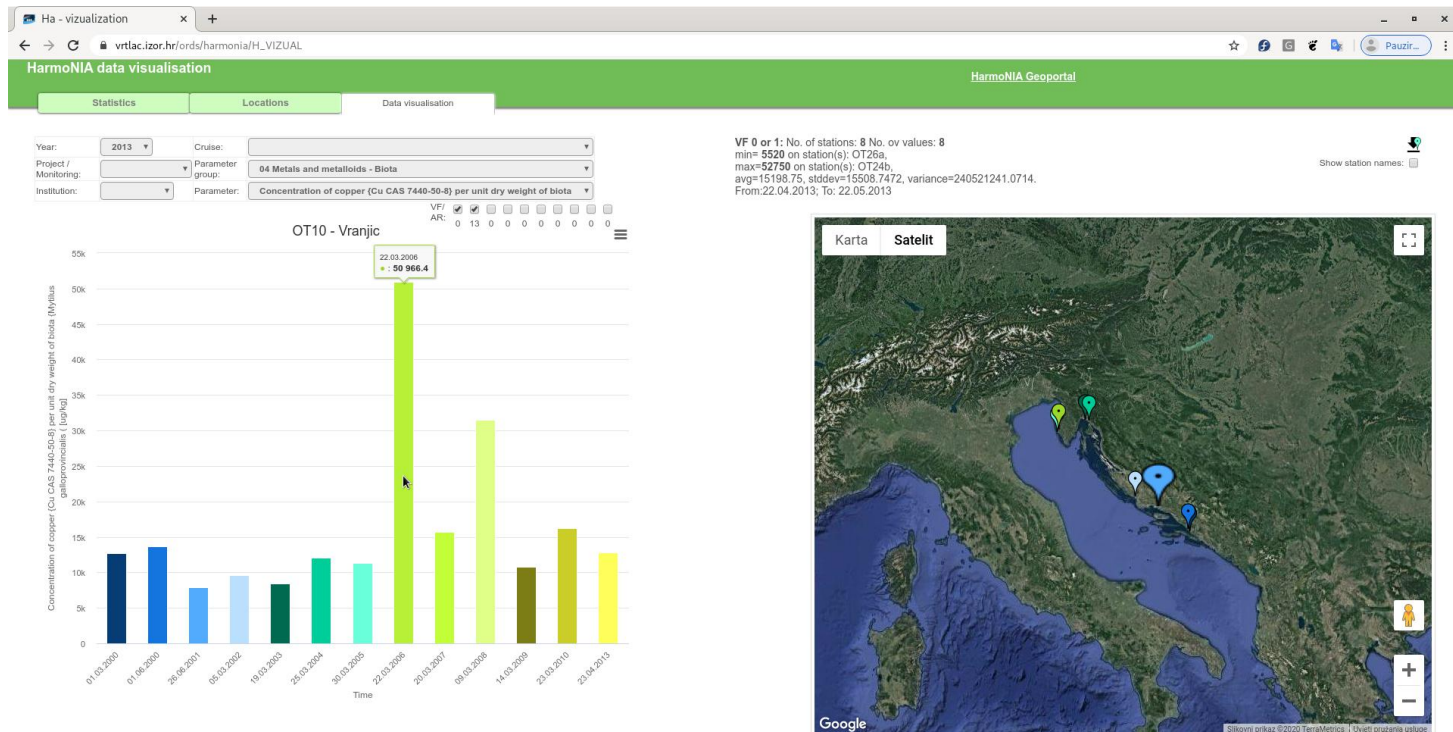 Ha - vizualization
vrtlac.izor.hr/ords/harmonia/H_VIZUAL
Pauzir...
HarmoNIA data visualisation
HarmoNIA Geoportal
Statistics
Locations
Data visualisation
Year:
2013
Cruise:
Project /
Monitoring:
Parameter
group:
04 Metals and metalloids - Biota
Institution:
Parameter:
Concentration of copper {Cu CAS 7440-50-8} per unit dry weight of biota
VF/
AR:
0 13 0 0 0 0 0 0 0 0
VF 0 or 1: No. of stations: 8 No. ov values: 8
min= 5520 on station(s): OT26a,
max=52750 on station(s): OT24b,
avg=15198.75, stddev=15508.7472, variance=240521241.0714.
From:22.04.2013; To: 22.05.2013
Show station names:
OT10 - Vranjic
22.03.2006
: 50 966.4
Concentration of copper {Cu CAS 7440-50-8} per unit dry weight of biota {Mytilus
galloprovincialis ( [ug/kg]
55k
50k
45k
40k
35k
30k
25k
20k
15k
10k
5k
0
01.03.2000
01.06.2000
26.06.2001
05.03.2002
19.03.2003
25.03.2004
30.03.2005
22.03.2006
20.03.2007
09.03.2008
14.03.2009
23.03.2010
23.04.2013
Time
Karta
Satelit
Google
Slikovni prikaz ©2020 TerraMetrics
Uvjeti pružanja usluge